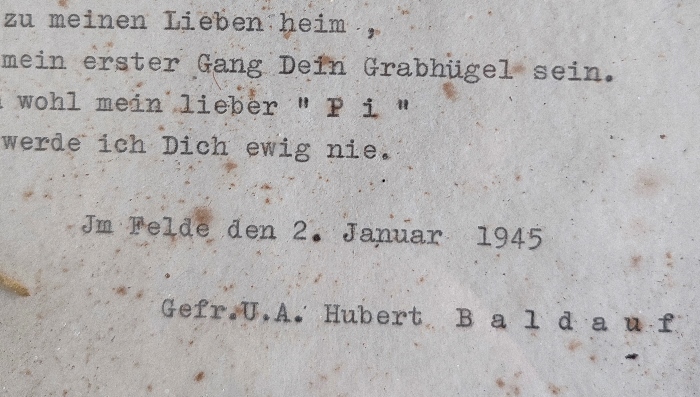 zu meinen Lieben heim ,
mein erster Gang Dein Grabhügel sein.
wohl mein lieber " P i "
werde ich Dich ewig nie.
Jm Felde den 2. Januar 1945
Gefr.U.A. Hubert B a l d a u f